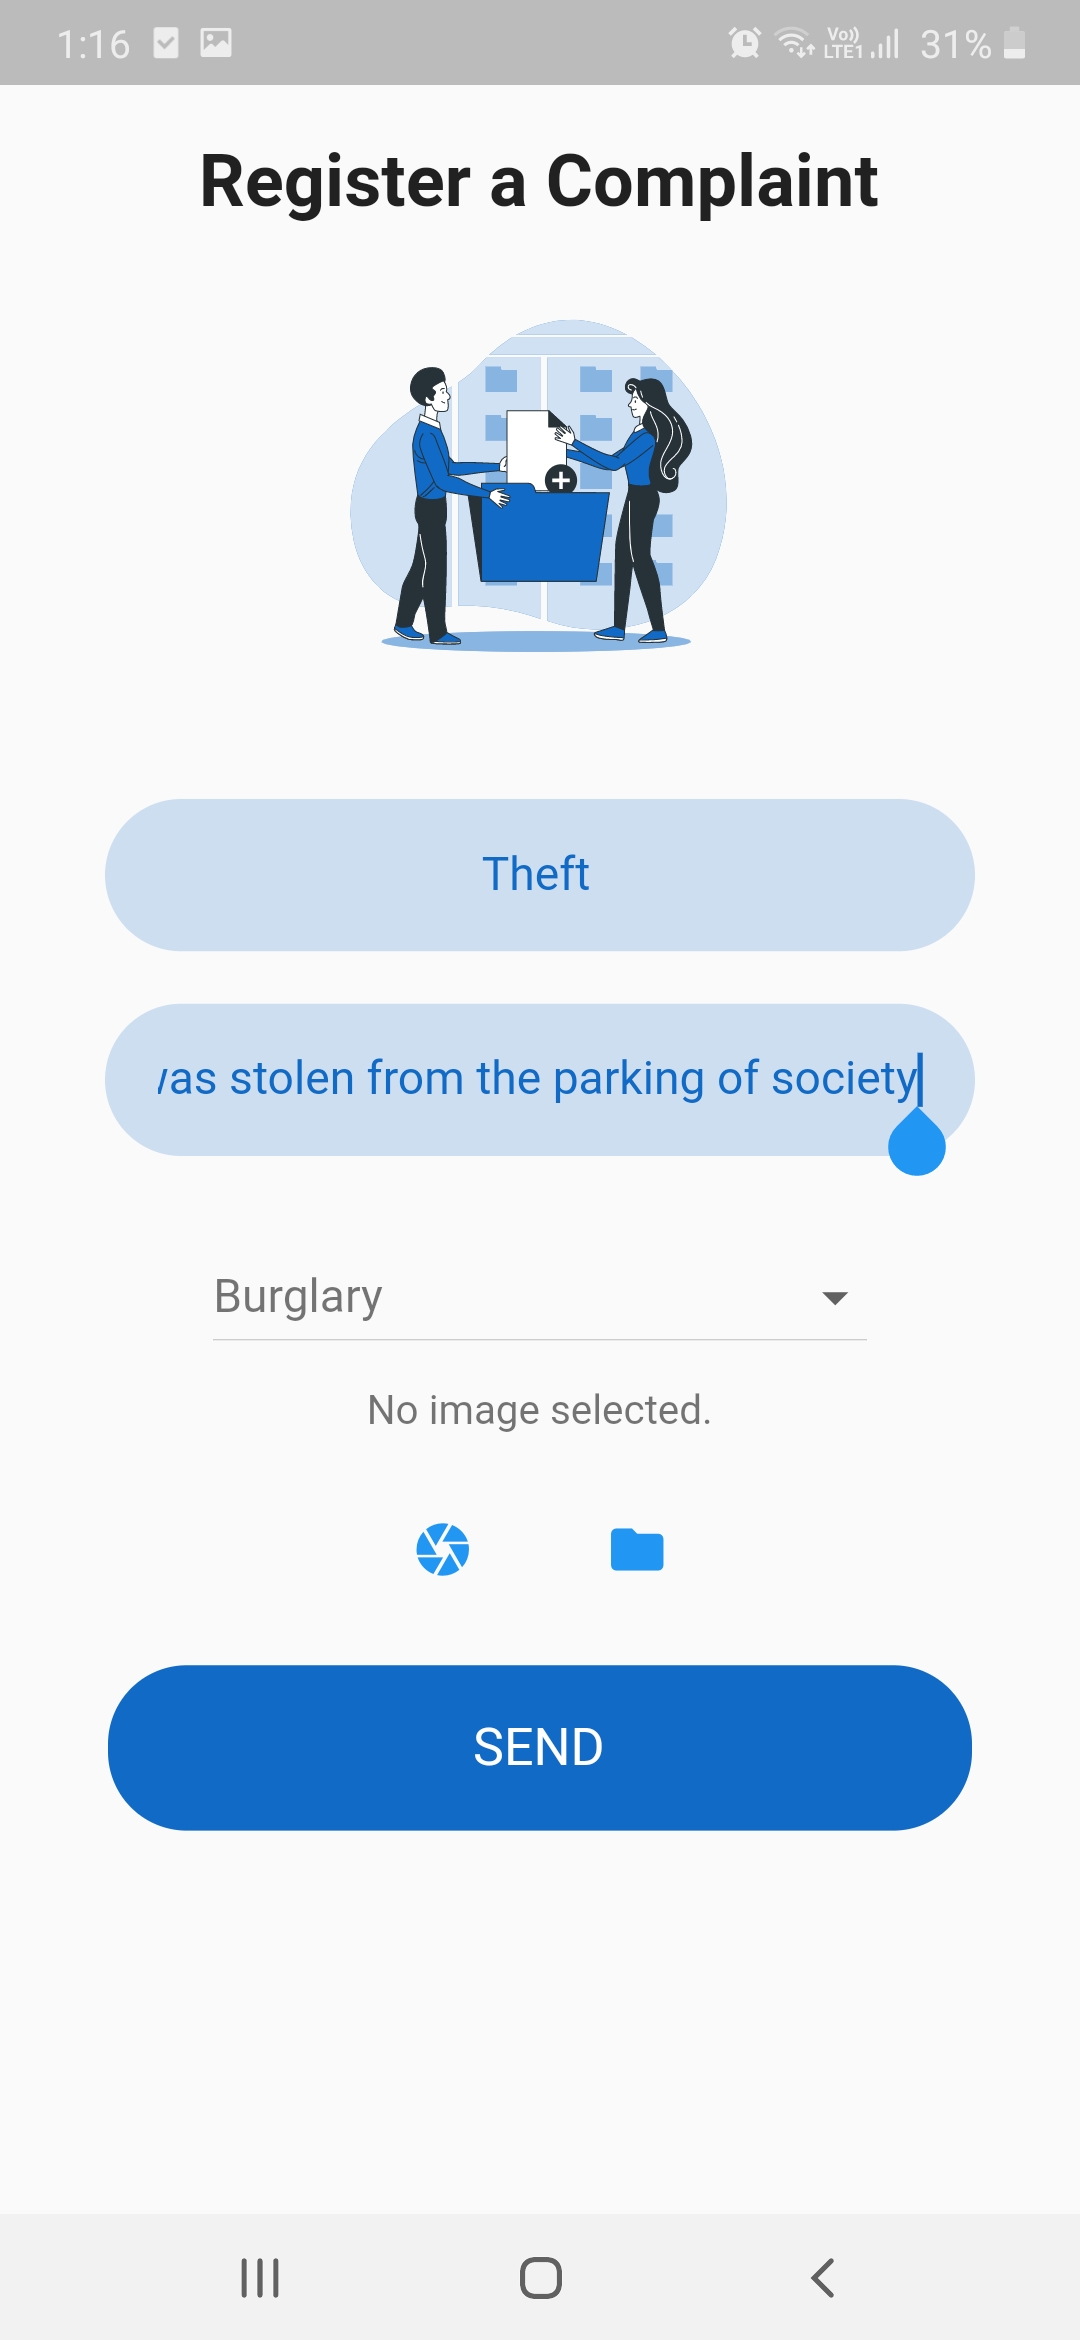 1:16
Vo)) LTE1 31%
Register a Complaint
Theft
stolen from the parking of society
Burglary
No image selected.
SEND